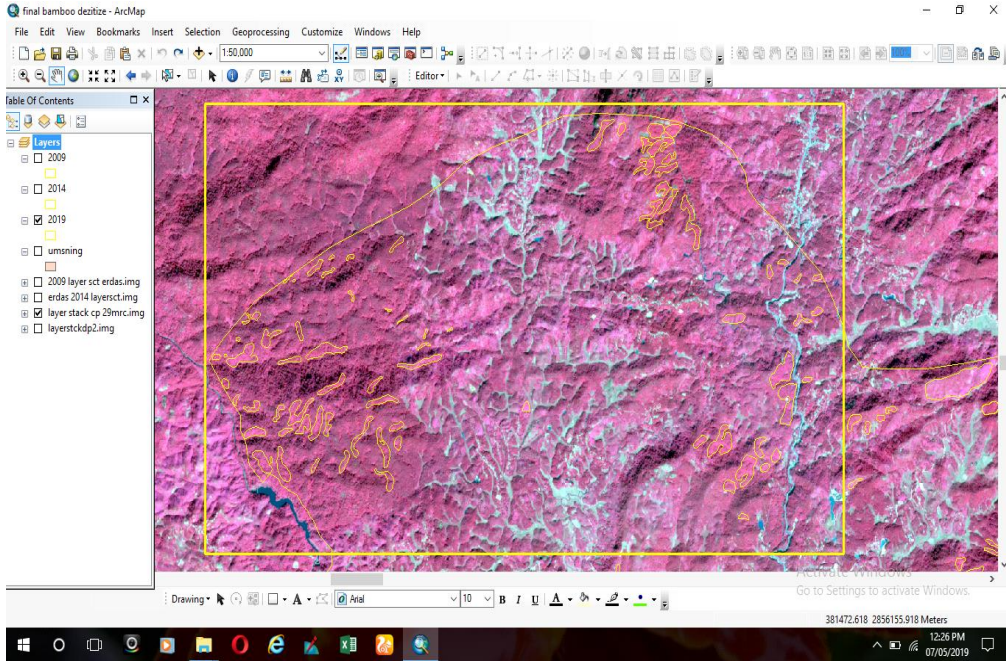 final bamboo dezitize - ArcMap
File Edit View Bookmarks Insert Selection Geoprocessing Customize Windows Help
1:50,000
Editor
Table Of Contents
Layers
2009
2014
2019
umsning
2009 layer sct erdas.img
erdas 2014 layersct.img
layer stack cp 29mrc.img
layerstckdp2.img
Activate Windows
Go to Settings to activate Windows.
Drawing A Arial 10 B I U A
381472.618 2856155.918 Meters
12:26 PM
07/05/2019